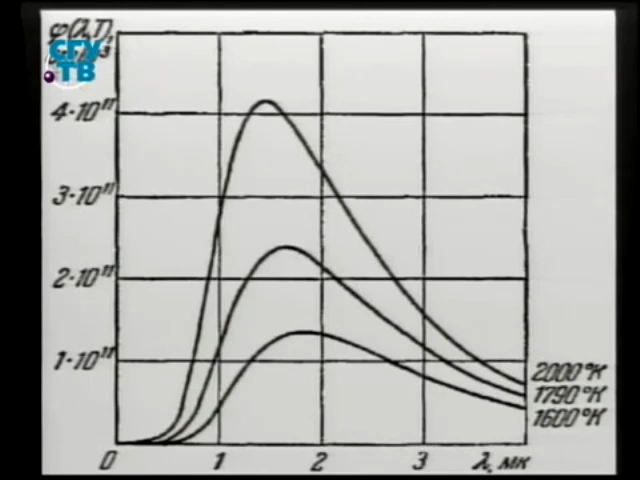 φ(λ,T),
СГУ
ТВ
4·10¹¹
3·10¹¹
2·10¹¹
1·10¹¹
2000°К
1790°К
1600°К
0 1 2 3 λ, мк